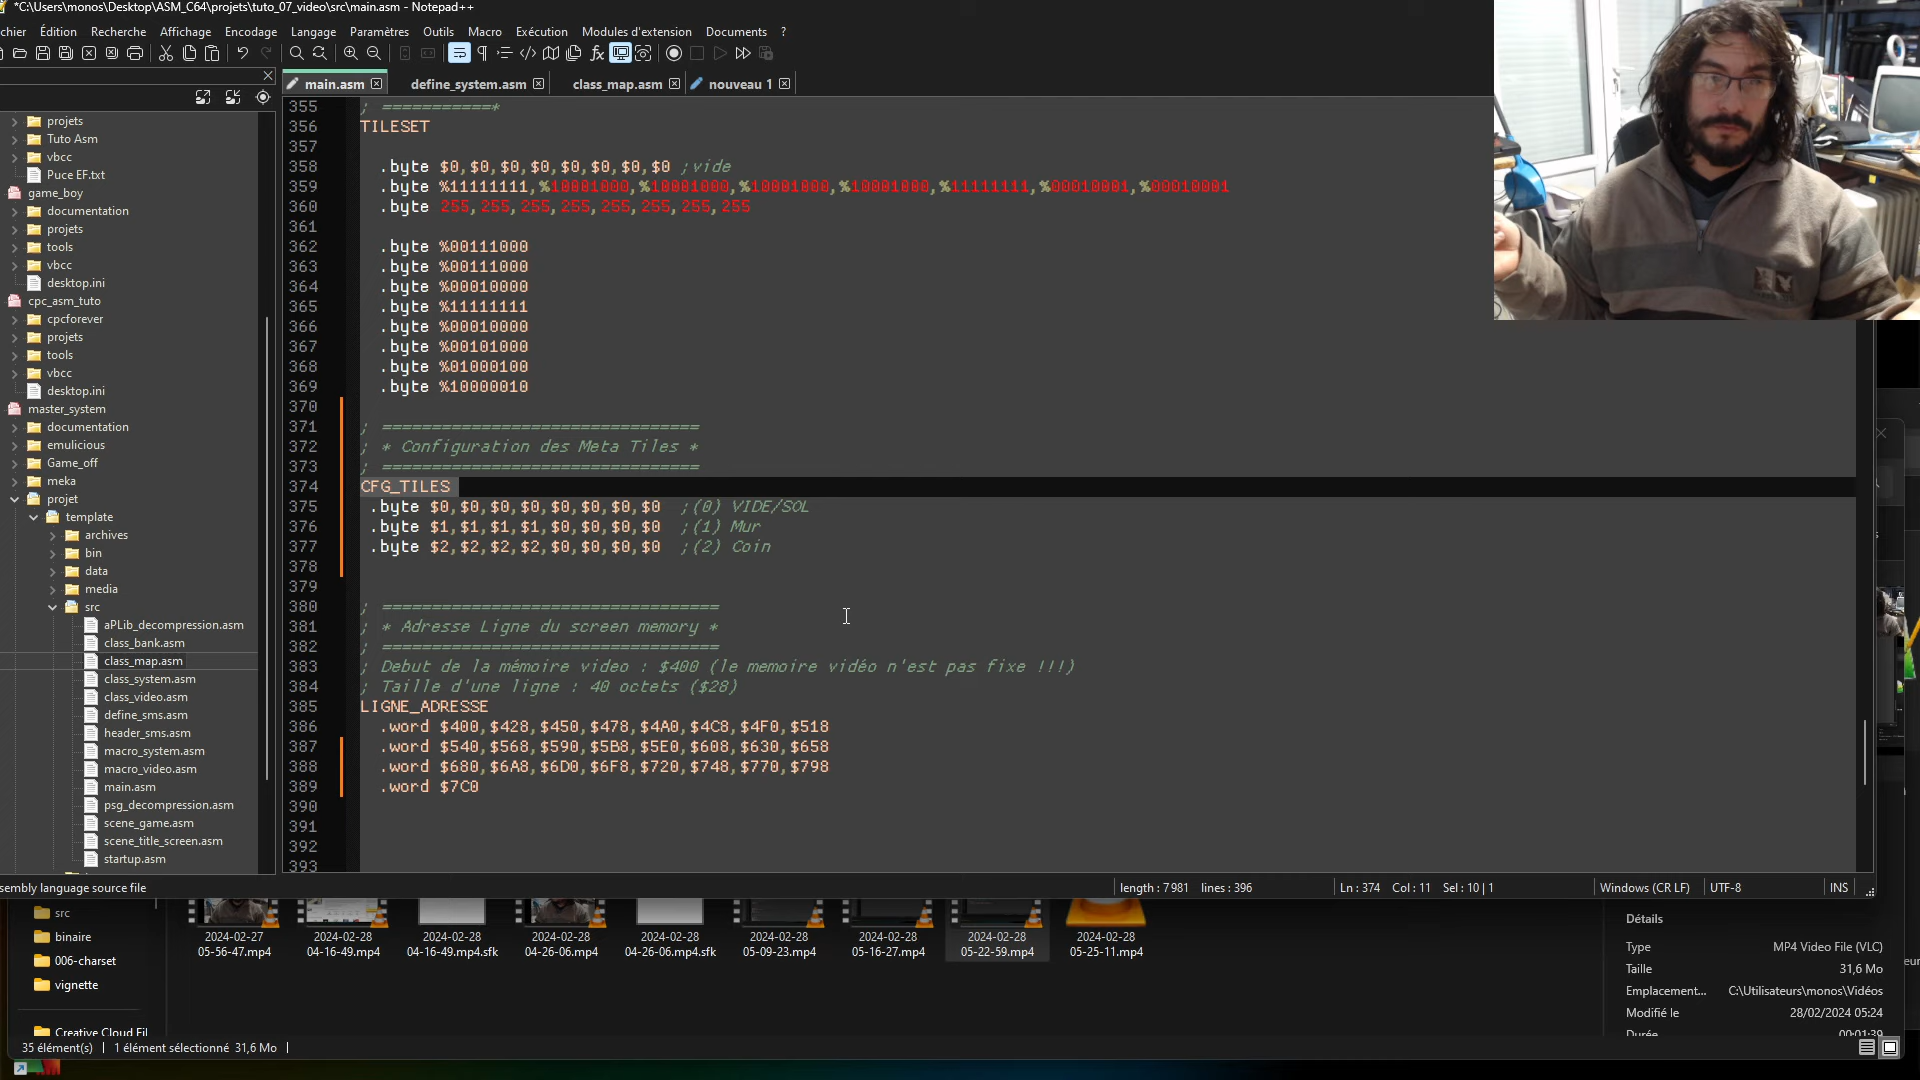 *C:\Users\monos\Desktop\ASM_C64\projets\tuto_07_video\src\main.asm - Notepad++
chier Édition Recherche Affichage Encodage Langage Paramètres Outils Macro Exécution Modules d'extension Documents ?
main.asm define_system.asm class_map.asm nouveau 1
projets
Tuto Asm
vbcc
Puce EF.txt
game_boy
documentation
projets
tools
vbcc
desktop.ini
cpc_asm_tuto
cpcforever
projets
tools
vbcc
desktop.ini
master_system
documentation
emulicious
Game_off
meka
projet
template
archives
bin
data
media
src
aPLib_decompression.asm
class_bank.asm
class_map.asm
class_system.asm
class_video.asm
define_sms.asm
header_sms.asm
macro_system.asm
macro_video.asm
main.asm
psg_decompression.asm
scene_game.asm
scene_title_screen.asm
startup.asm
355 ; ===========*
356 TILESET
357
358 .byte $0,$0,$0,$0,$0,$0,$0,$0 ;vide
359 .byte %11111111,%10001000,%10001000,%10001000,%10001000,%11111111,%00010001,%00010001
360 .byte 255,255,255,255,255,255,255,255
361
362 .byte %00111000
363 .byte %00111000
364 .byte %00010000
365 .byte %11111111
366 .byte %00010000
367 .byte %00101000
368 .byte %01000100
369 .byte %10000010
370
371 ; ================================
372 ; * Configuration des Meta Tiles *
373 ; ================================
374 CFG_TILES
375 .byte $0,$0,$0,$0,$0,$0,$0,$0 ;(0) VIDE/SOL
376 .byte $1,$1,$1,$1,$0,$0,$0,$0 ;(1) Mur
377 .byte $2,$2,$2,$2,$0,$0,$0,$0 ;(2) Coin
378
379
380 ; ==================================
381 ; * Adresse Ligne du screen memory *
382 ; ==================================
383 ; Debut de la mémoire video : $400 (le memoire vidéo n'est pas fixe !!!)
384 ; Taille d'une ligne : 40 octets ($28)
385 LIGNE_ADRESSE
386 .word $400,$428,$450,$478,$4A0,$4C8,$4F0,$518
387 .word $540,$568,$590,$5B8,$5E0,$608,$630,$658
388 .word $680,$6A8,$6D0,$6F8,$720,$748,$770,$798
389 .word $7C0
390
391
392
393
sembly language source file length : 7981 lines : 396 Ln : 374 Col : 11 Sel : 10 | 1 Windows (CR LF) UTF-8 INS
src
binaire
006-charset
vignette
Creative Cloud Fil
2024-02-27 05-56-47.mp4
2024-02-28 04-16-49.mp4
2024-02-28 04-16-49.mp4.sfk
2024-02-28 04-26-06.mp4
2024-02-28 04-26-06.mp4.sfk
2024-02-28 05-09-23.mp4
2024-02-28 05-16-27.mp4
2024-02-28 05-22-59.mp4
2024-02-28 05-25-11.mp4
Détails
Type MP4 Video File (VLC)
Taille 31,6 Mo
Emplacement... C:\Utilisateurs\monos\Vidéos
Modifié le 28/02/2024 05:24
Durée 00:01:39
35 élément(s) 1 élément sélectionné 31,6 Mo